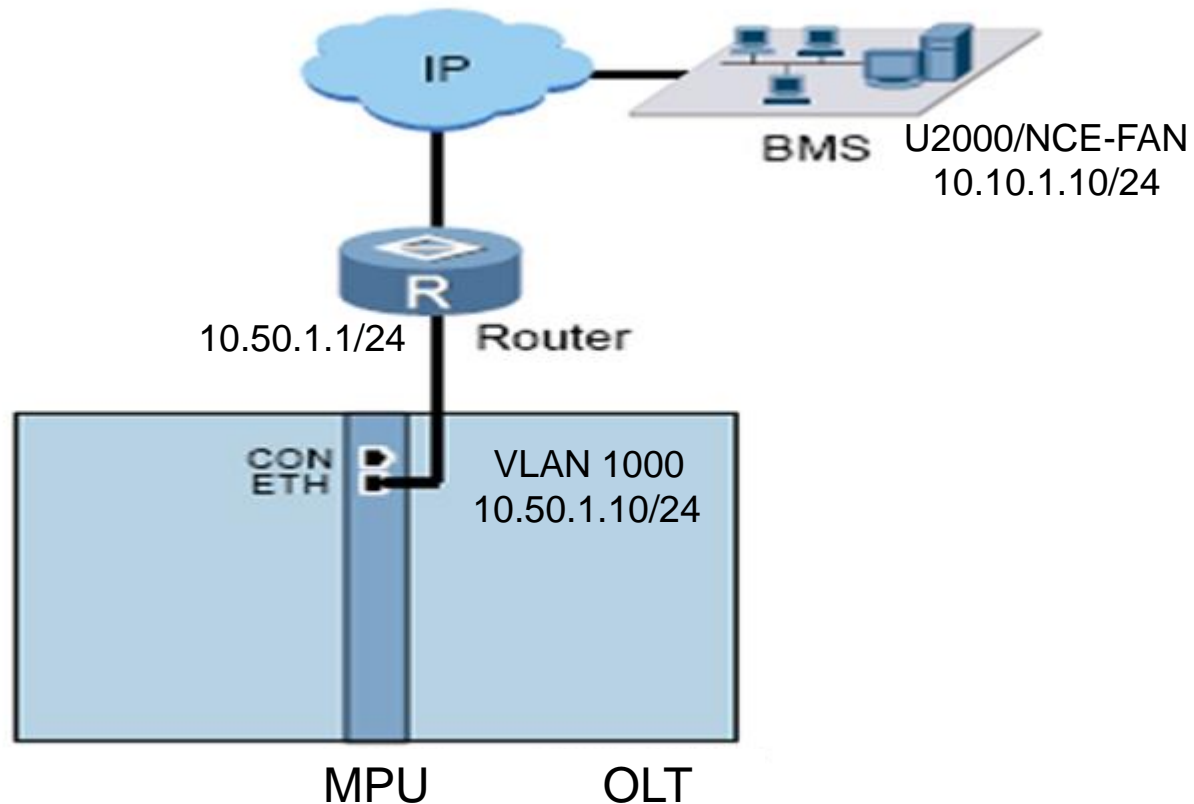 IP
BMS
U2000/NCE-FAN
10.10.1.10/24
R
10.50.1.1/24
Router
CON
ETH
VLAN 1000
10.50.1.10/24
MPU
OLT